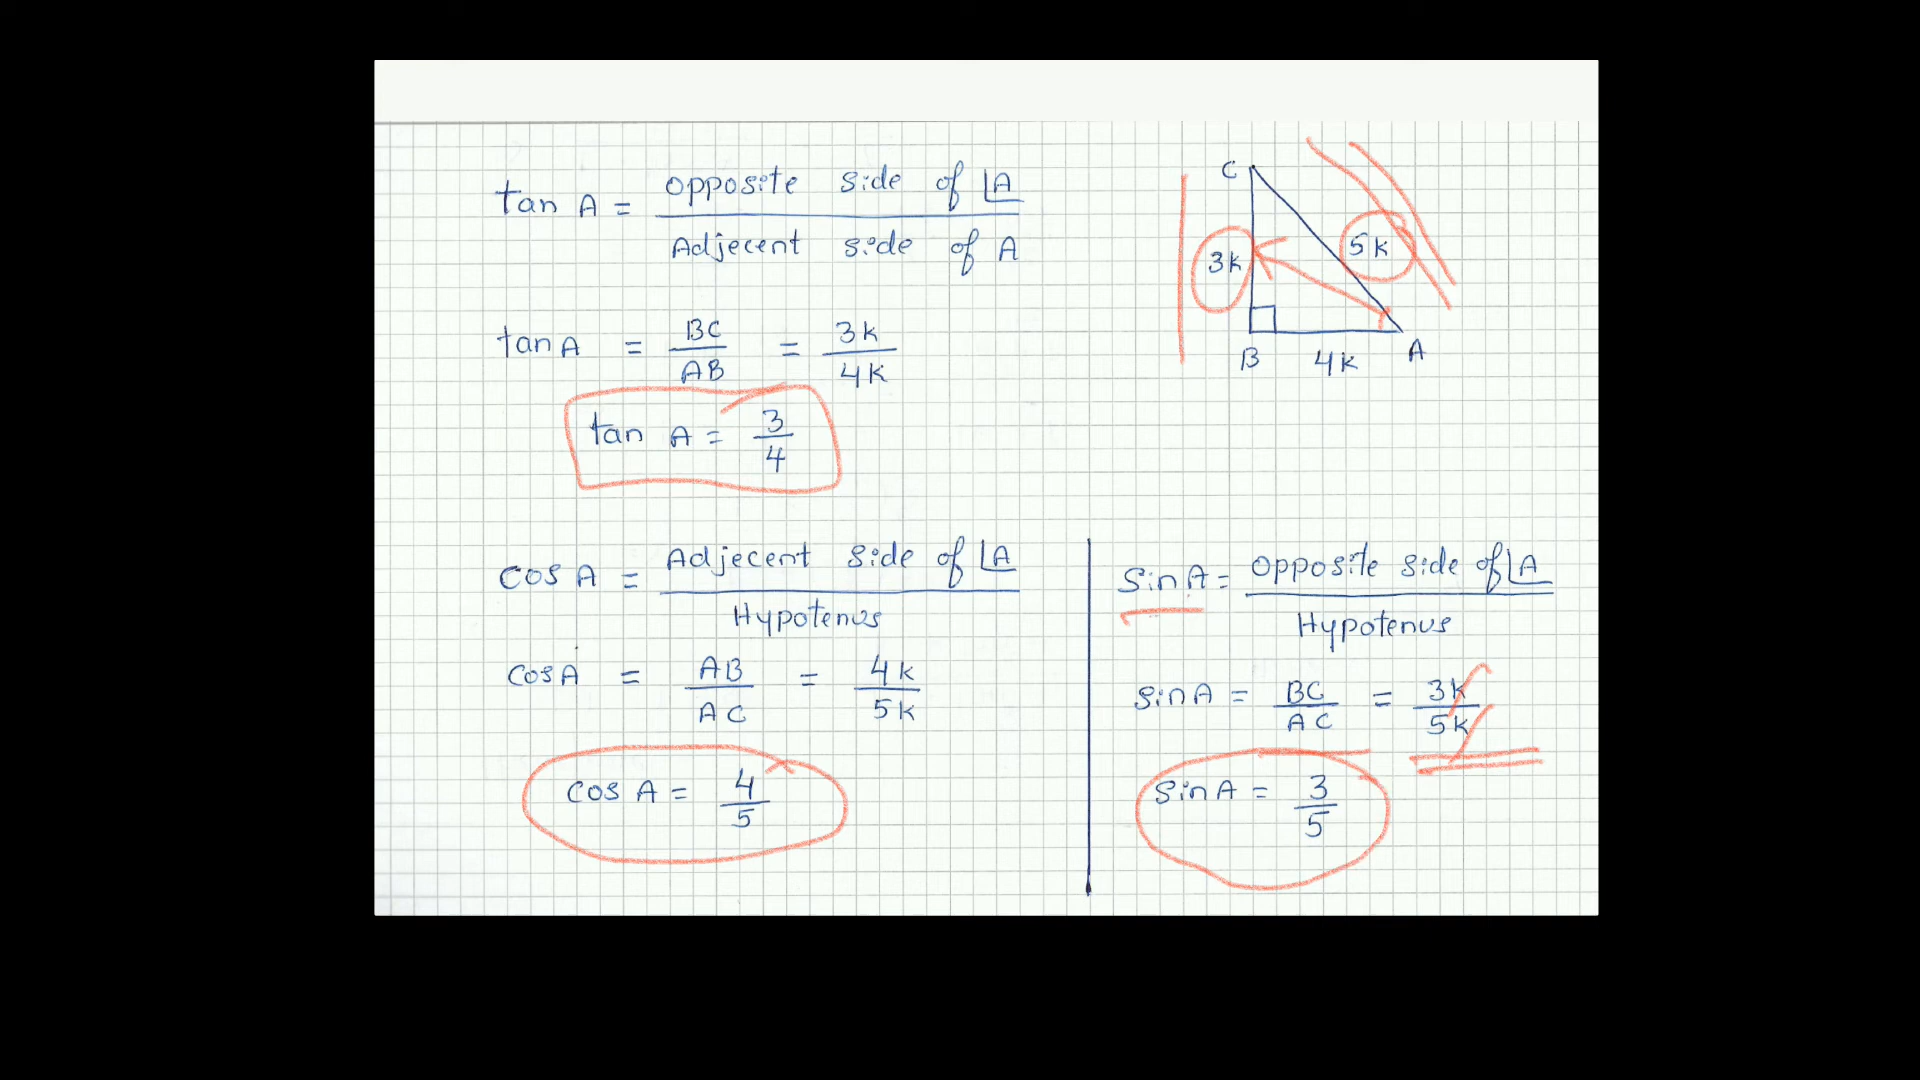 tan A = Opposite side of ∠A / Adjecent side of A
tan A = BC / AB = 3k / 4k
tan A = 3 / 4
C
3k
5k
B 4k A
cos A = Adjecent side of ∠A / Hypotenus
cos A = AB / AC = 4k / 5k
cos A = 4 / 5
Sin A = Opposite side of ∠A / Hypotenus
sin A = BC / AC = 3k / 5k
sin A = 3 / 5